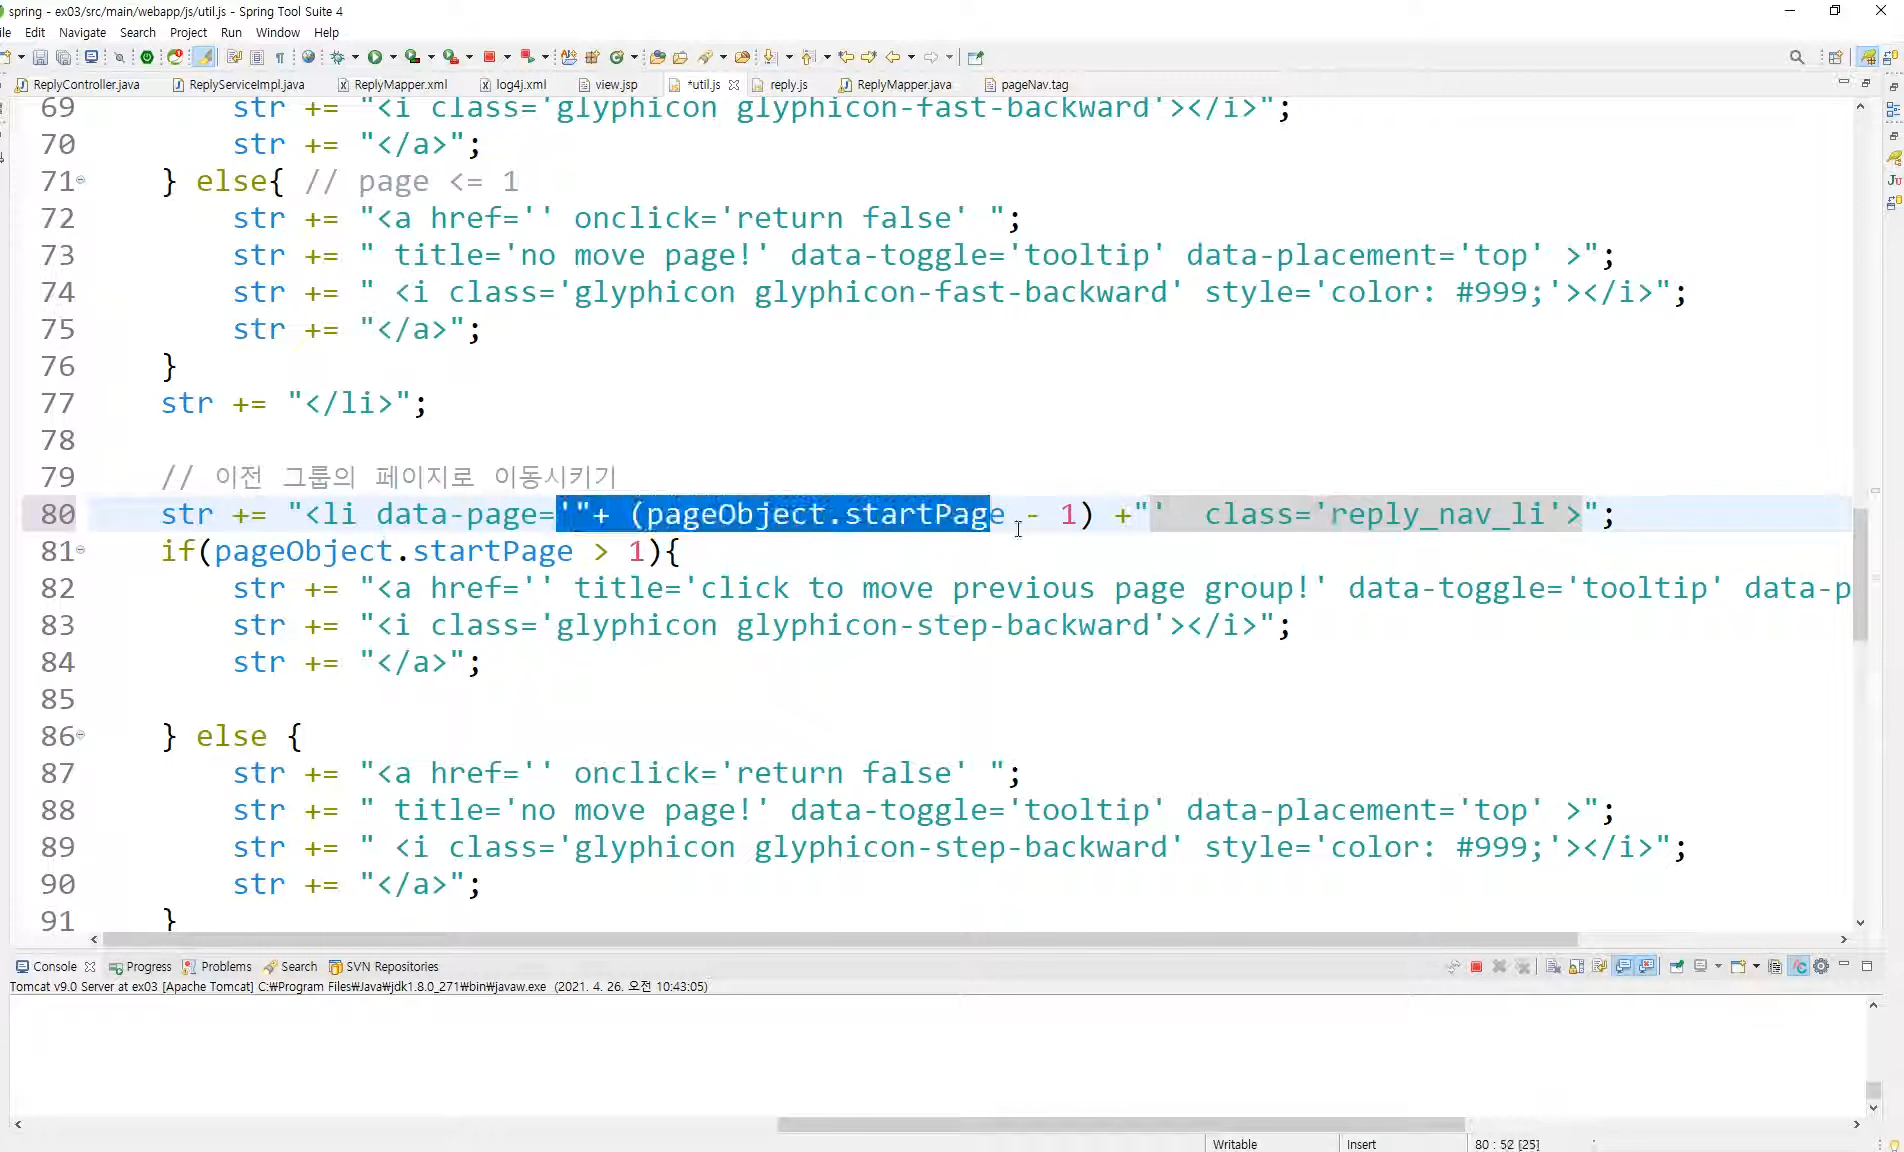 spring - ex03/src/main/webapp/js/util.js - Spring Tool Suite 4
ile Edit Navigate Search Project Run Window Help
ReplyController.java ReplyServiceImpl.java ReplyMapper.xml log4j.xml view.jsp *util.js reply.js ReplyMapper.java pageNav.tag
69 str += "<i class='glyphicon glyphicon-fast-backward'></i>";
70 str += "</a>";
71 } else{ // page <= 1
72 str += "<a href='' onclick='return false' ";
73 str += " title='no move page!' data-toggle='tooltip' data-placement='top' >";
74 str += " <i class='glyphicon glyphicon-fast-backward' style='color: #999;'></i>";
75 str += "</a>";
76 }
77 str += "</li>";
78
79 // 이전 그룹의 페이지로 이동시키기
80 str += "<li data-page='"+ (pageObject.startPage - 1) +"'  class='reply_nav_li'>";
81 if(pageObject.startPage > 1){
82 str += "<a href='' title='click to move previous page group!' data-toggle='tooltip' data-p
83 str += "<i class='glyphicon glyphicon-step-backward'></i>";
84 str += "</a>";
85
86 } else {
87 str += "<a href='' onclick='return false' ";
88 str += " title='no move page!' data-toggle='tooltip' data-placement='top' >";
89 str += " <i class='glyphicon glyphicon-step-backward' style='color: #999;'></i>";
90 str += "</a>";
91 }
Console Progress Problems Search SVN Repositories
Tomcat v9.0 Server at ex03 [Apache Tomcat] C:₩Program Files₩Java₩jdk1.8.0_271₩bin₩javaw.exe (2021. 4. 26. 오전 10:43:05)
Writable Insert 80 : 52 [25]